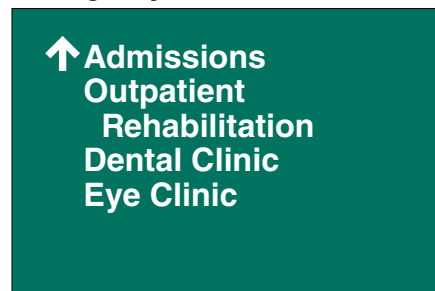 Admissions
Outpatient
Rehabilitation
Dental Clinic
Eye Clinic